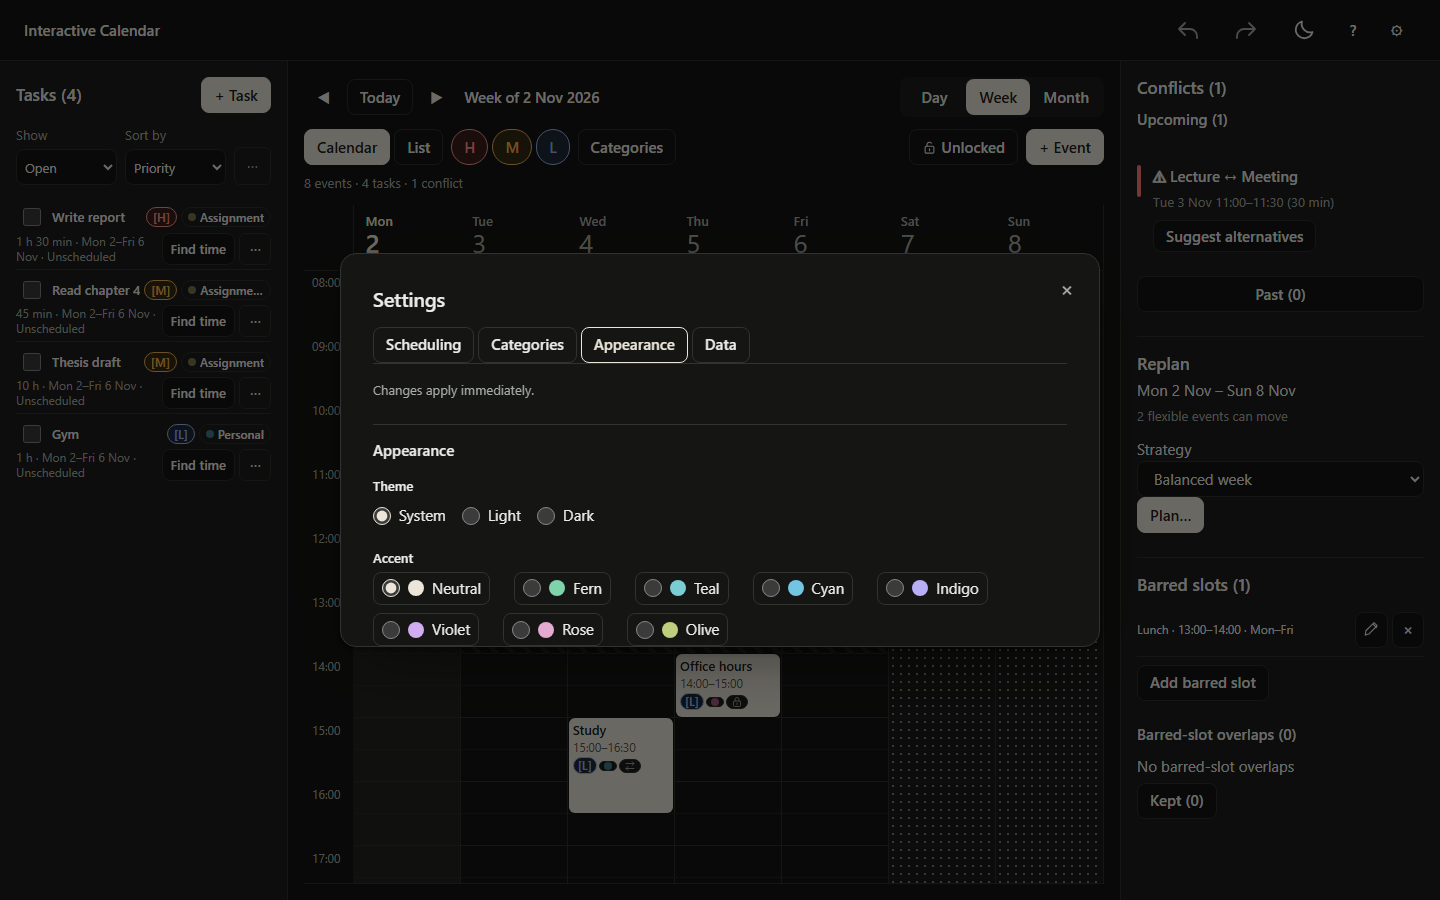 Interactive Calendar
?
Tasks (4)
+ Task
Show
Sort by
Open
Priority
...
Write report
[H]
Assignment
1 h 30 min · Mon 2–Fri 6
Nov · Unscheduled
Find time
...
Read chapter 4
[M]
Assignme...
45 min · Mon 2–Fri 6 Nov ·
Unscheduled
Find time
...
Thesis draft
[M]
Assignment
10 h · Mon 2–Fri 6 Nov ·
Unscheduled
Find time
...
Gym
[L]
Personal
1 h · Mon 2–Fri 6 Nov ·
Unscheduled
Find time
...
Today
Week of 2 Nov 2026
Day
Week
Month
Calendar
List
H
M
L
Categories
Unlocked
+ Event
8 events · 4 tasks · 1 conflict
Mon
2
Tue
3
Wed
4
Thu
5
Fri
6
Sat
7
Sun
8
08:00
09:00
10:00
11:00
12:00
13:00
14:00
15:00
16:00
17:00
Settings
×
Scheduling
Categories
Appearance
Data
Changes apply immediately.
Appearance
Theme
System
Light
Dark
Accent
Neutral
Fern
Teal
Cyan
Indigo
Violet
Rose
Olive
Office hours
14:00–15:00
[L]
Study
15:00–16:30
[L]
Conflicts (1)
Upcoming (1)
⚠ Lecture ↔ Meeting
Tue 3 Nov 11:00–11:30 (30 min)
Suggest alternatives
Past (0)
Replan
Mon 2 Nov – Sun 8 Nov
2 flexible events can move
Strategy
Balanced week
Plan...
Barred slots (1)
Lunch · 13:00–14:00 · Mon–Fri
×
Add barred slot
Barred-slot overlaps (0)
No barred-slot overlaps
Kept (0)